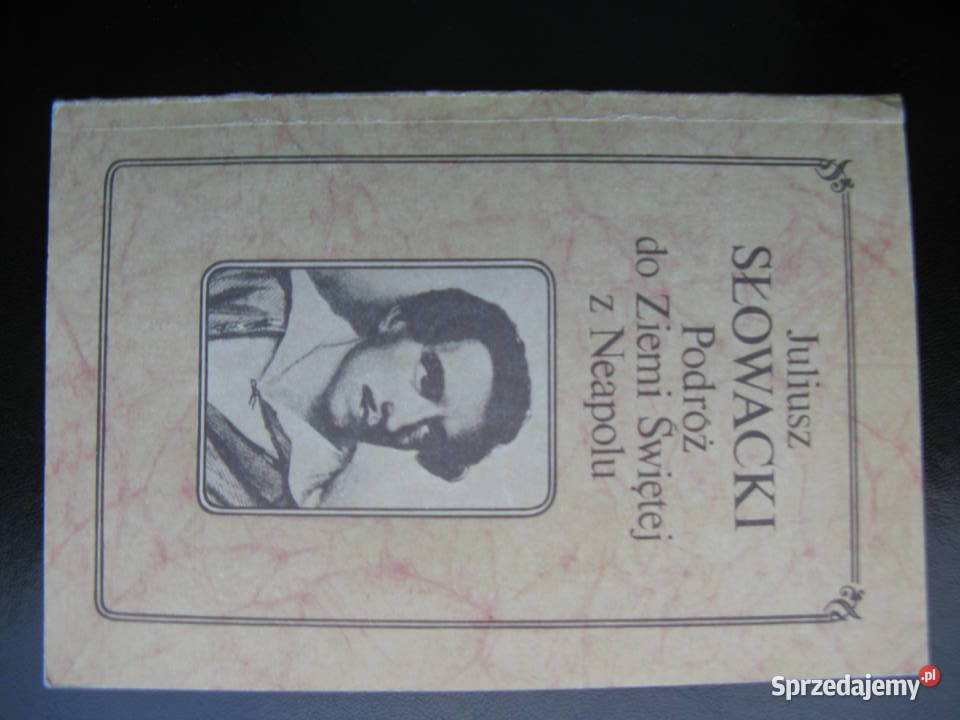 Juliusz
SŁOWACKI
Podróż
do Ziemi Świętej
z Neapolu
Sprzedajemy.pl